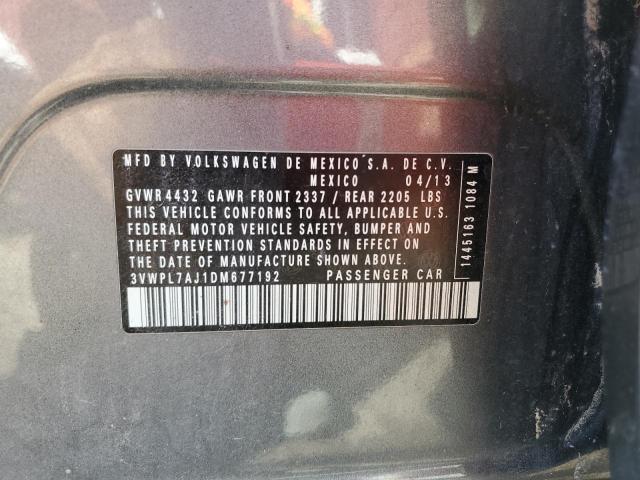 MFD BY VOLKSWAGEN DE MEXICO S.A. DE C.V.
MEXICO 04/13
GVWR 4432 GAWR FRONT 2337 / REAR 2205 LBS
THIS VEHICLE CONFORMS TO ALL APPLICABLE U.S.
FEDERAL MOTOR VEHICLE SAFETY, BUMPER AND
THEFT PREVENTION STANDARDS IN EFFECT ON
THE DATE OF MANUFACTURE SHOWN ABOVE.
3VWPL7AJ1DM677192 PASSENGER CAR
1445163 1084 M